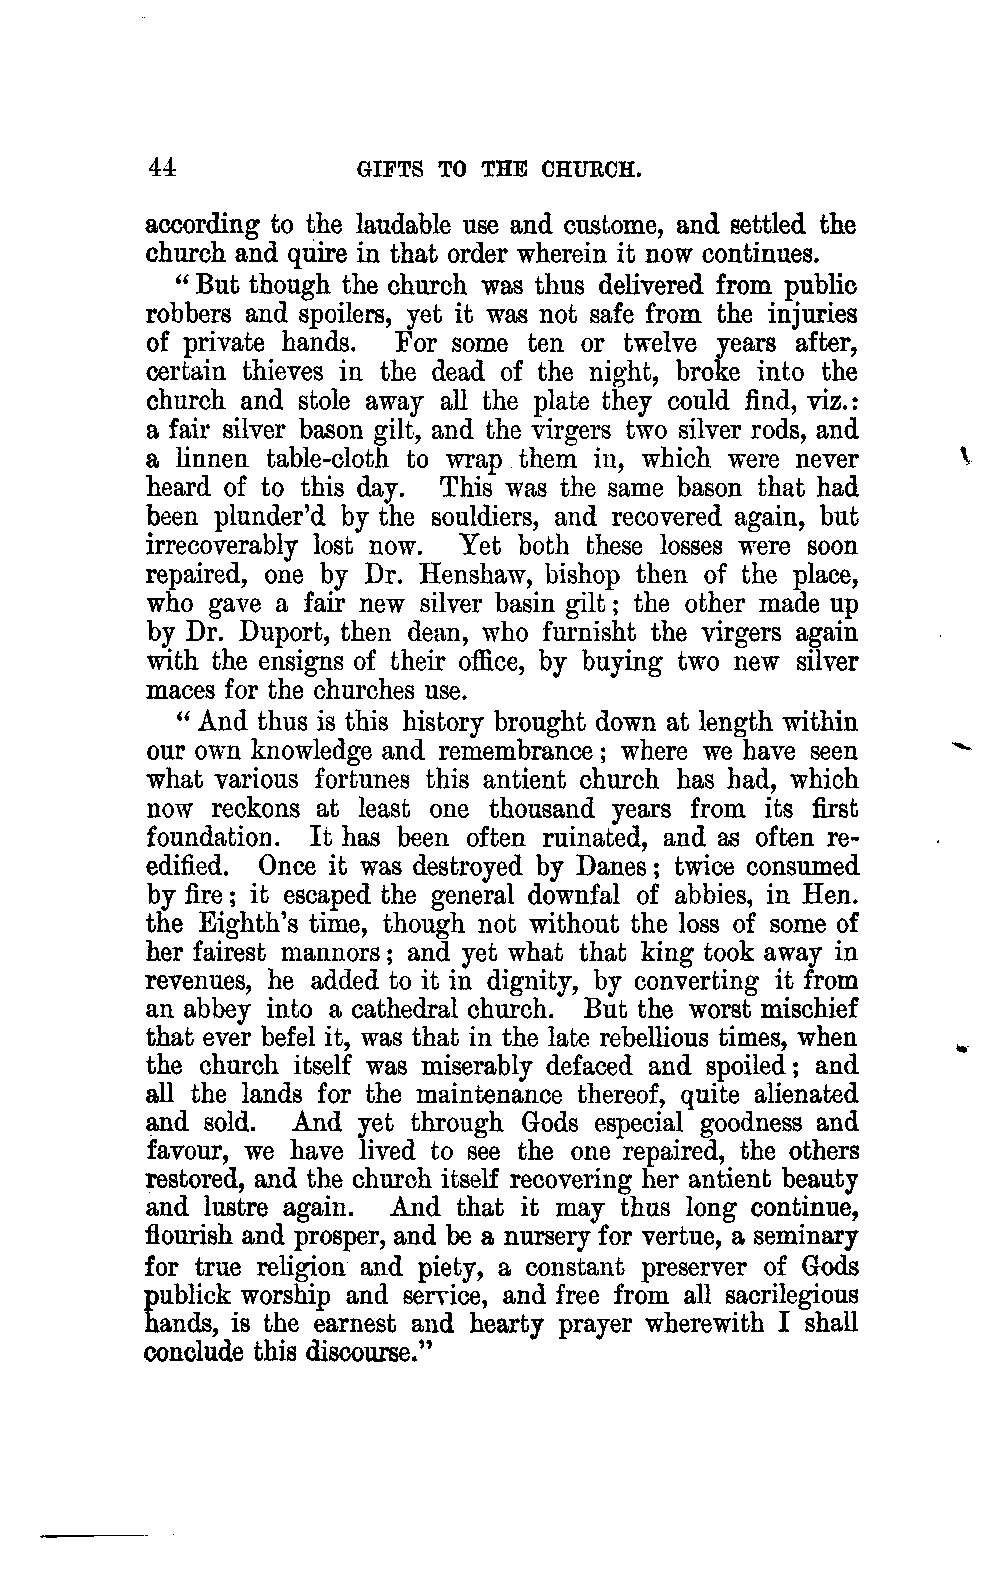 44 GIFTS TO THE CHURCH.
according to the laudable use and custome, and settled the
church and quire in that order wherein it now continues.
“ But though the church was thus delivered from public
robbers and spoilers, yet it was not safe from the injuries
of private hands. For some ten or twelve years after,
certain thieves in the dead of the night, broke into the
church and stole away all the plate they could find, viz.:
a fair silver bason gilt, and the virgers two silver rods, and
a linnen table-cloth to wrap them in, which were never
heard of to this day. This was the same bason that had
been plunder’d by the souldiers, and recovered again, but
irrecoverably lost now. Yet both these losses were soon
repaired, one by Dr. Henshaw, bishop then of the place,
who gave a fair new silver basin gilt ; the other made up
by Dr. Duport, then dean, who furnisht the virgers again
with the ensigns of their office, by buying two new silver
maces for the churches use.
“ And thus is this history brought down at length within
our own knowledge and remembrance ; where we have seen
what various fortunes this antient church has had, which
now reckons at least one thousand years from its first
foundation. It has been often ruinated, and as often re-
edified. Once it was destroyed by Danes ; twice consumed
by fire ; it escaped the general downfal of abbies, in Hen.
the Eighth’s time, though not without the loss of some of
her fairest mannors ; and yet what that king took away in
revenues, he added to it in dignity, by converting it from
an abbey into a cathedral church. But the worst mischief
that ever befel it, was that in the late rebellious times, when
the church itself was miserably defaced and spoiled ; and
all the lands for the maintenance thereof, quite alienated
and sold. And yet through Gods especial goodness and
favour, we have lived to see the one repaired, the others
restored, and the church itself recovering her antient beauty
and lustre again. And that it may thus long continue,
flourish and prosper, and be a nursery for vertue, a seminary
for true religion and piety, a constant preserver of Gods
publick worship and service, and free from all sacrilegious
hands, is the earnest and hearty prayer wherewith I shall
conclude this discourse.”